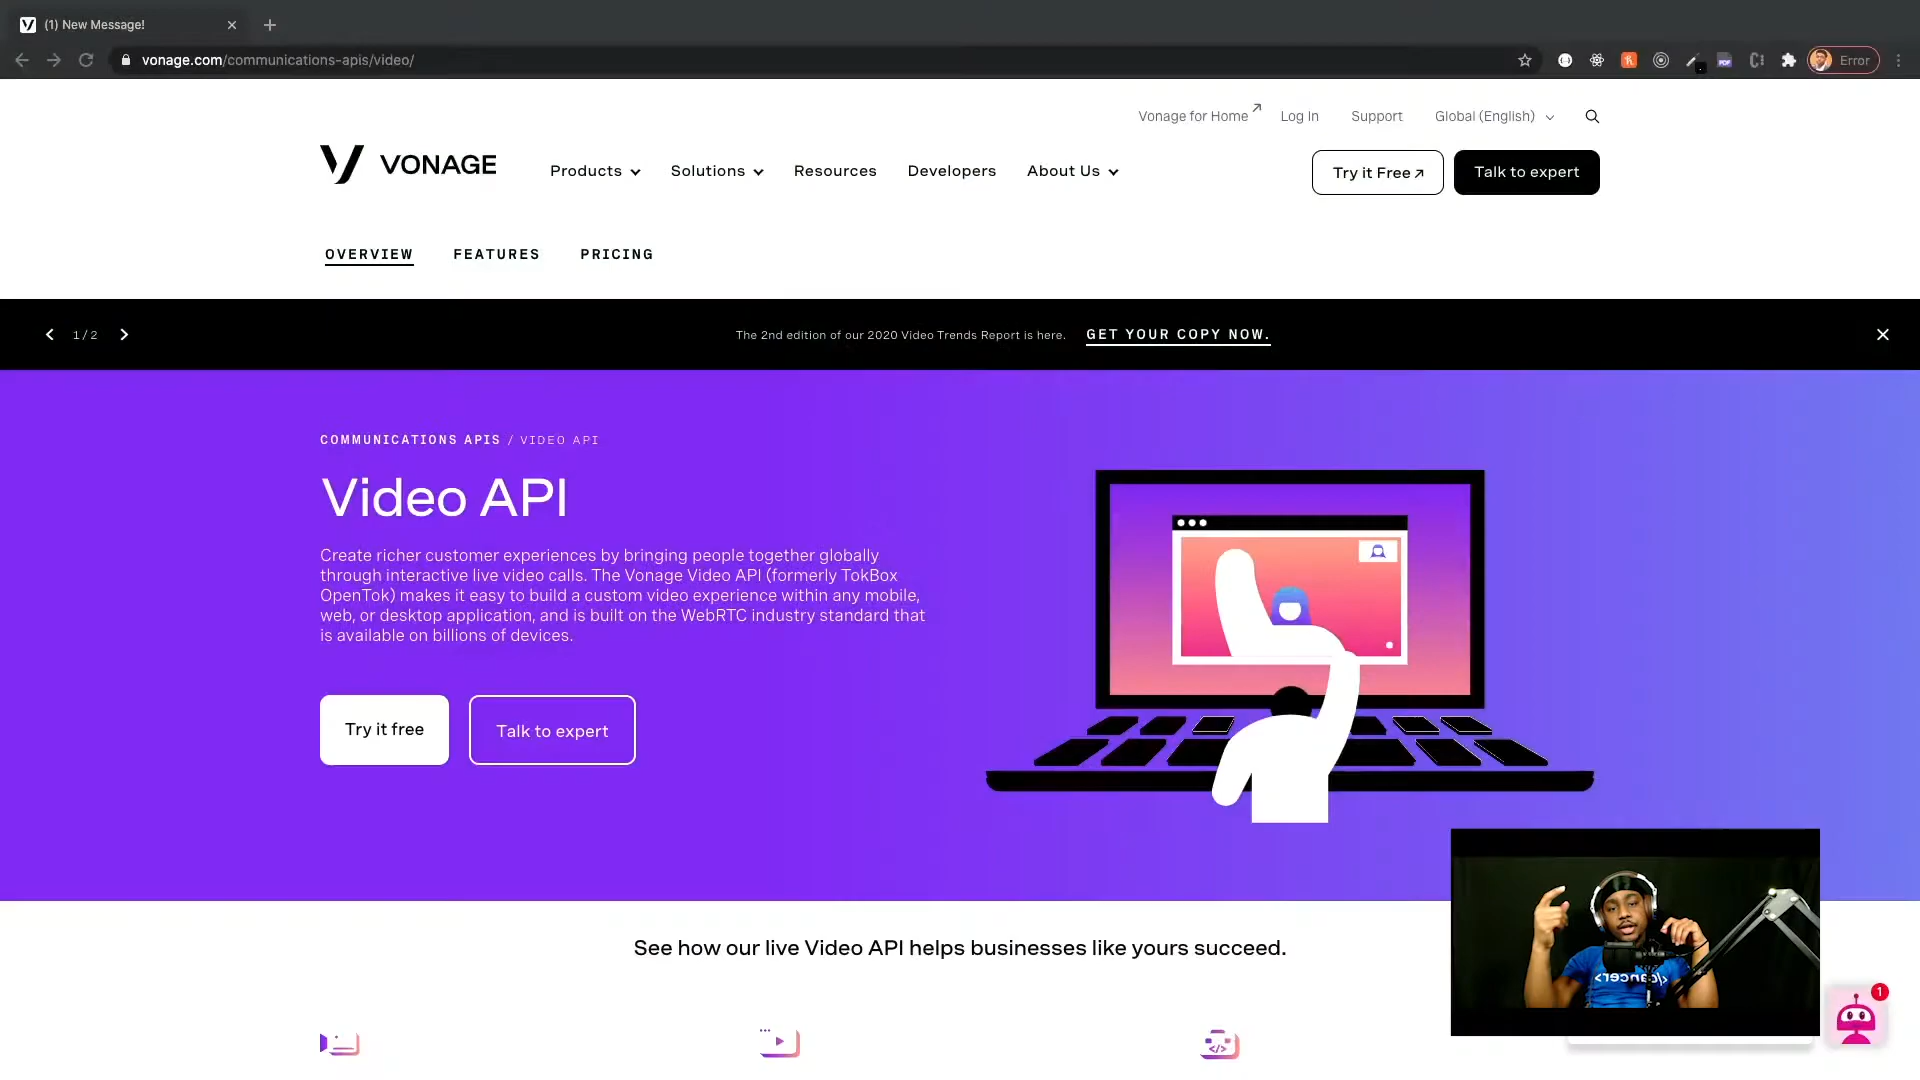 (1) New Message!
vonage.com/communications-apis/video/
Error
Vonage for Home
Log In
Support
Global (English)
VONAGE
Products
Solutions
Resources
Developers
About Us
Try it Free
Talk to expert
OVERVIEW
FEATURES
PRICING
1/2
The 2nd edition of our 2020 Video Trends Report is here. GET YOUR COPY NOW.
COMMUNICATIONS APIS / VIDEO API
Video API
Create richer customer experiences by bringing people together globally
through interactive live video calls. The Vonage Video API (formerly TokBox
OpenTok) makes it easy to build a custom video experience within any mobile,
web, or desktop application, and is built on the WebRTC industry standard that
is available on billions of devices.
Try it free
Talk to expert
See how our live Video API helps businesses like yours succeed.
1